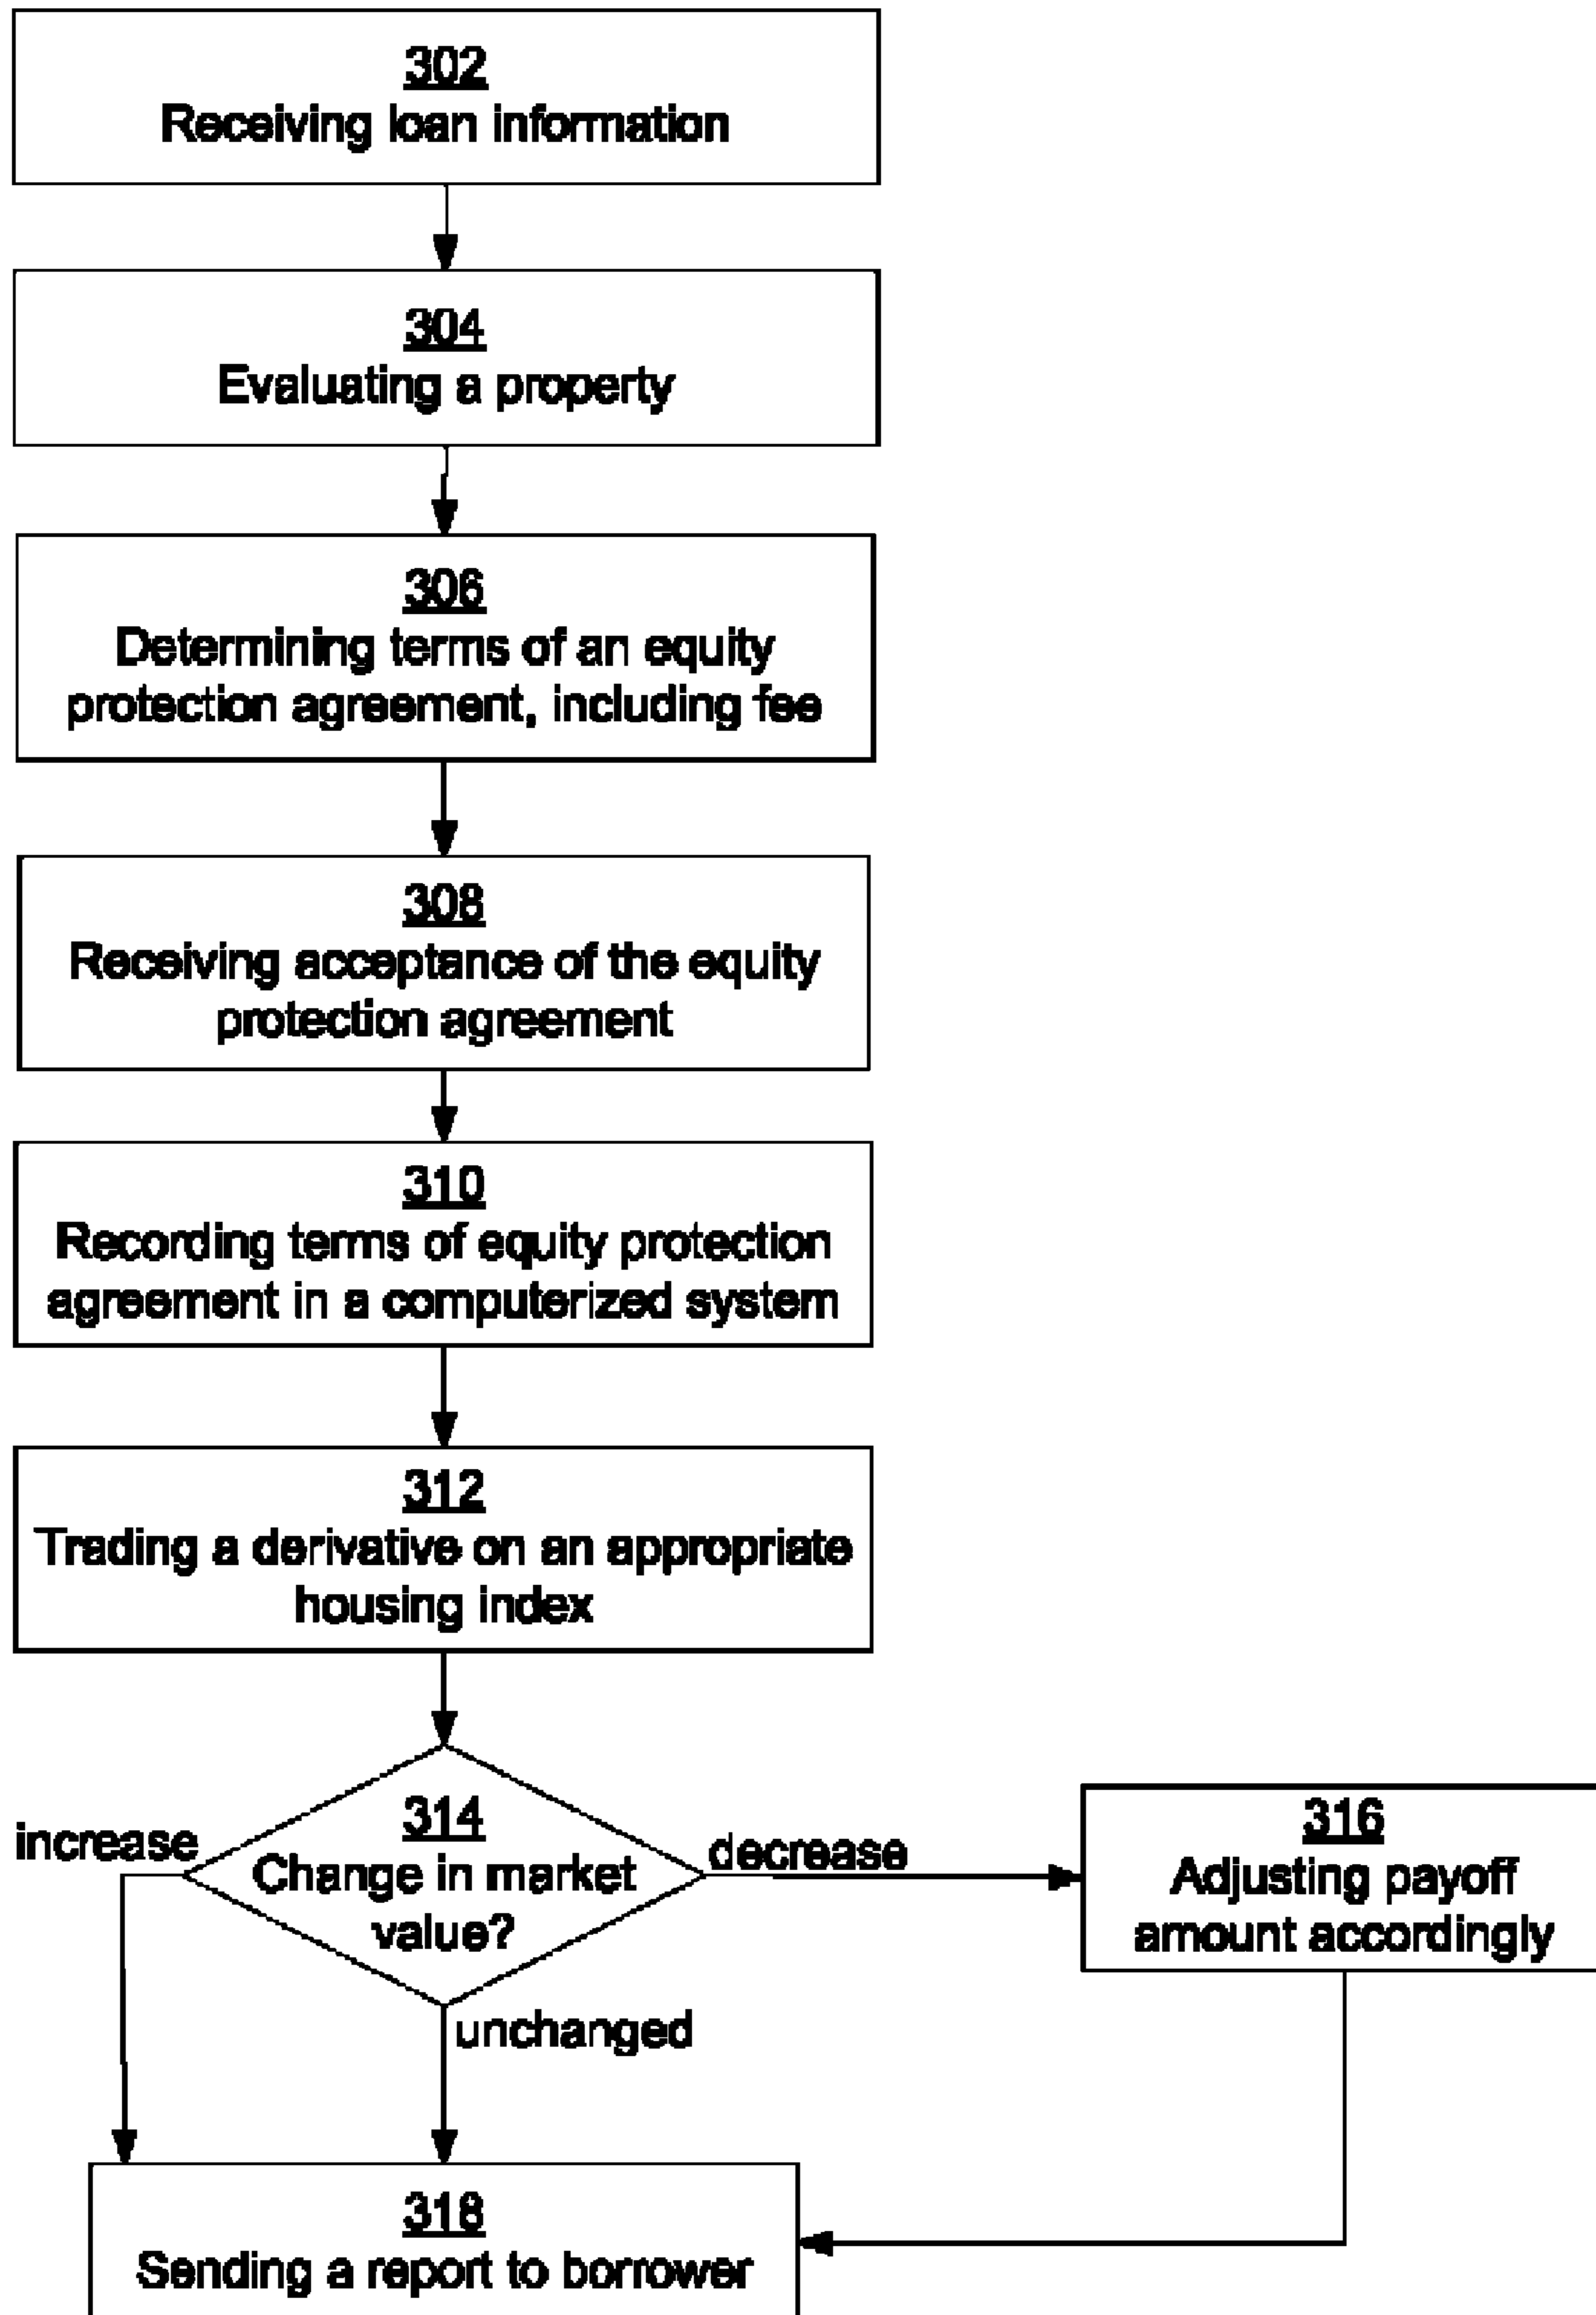 302
Receiving loan information
304
Evaluating a property
306
Determining terms of an equity
protection agreement, including fee
308
Receiving acceptance of the equity
protection agreement
310
Recording terms of equity protection
agreement in a computerized system
312
Trading a derivative on an appropriate
housing index
314
Change in market
value?
increase
decrease
unchanged
316
Adjusting payoff
amount accordingly
318
Sending a report to borrower